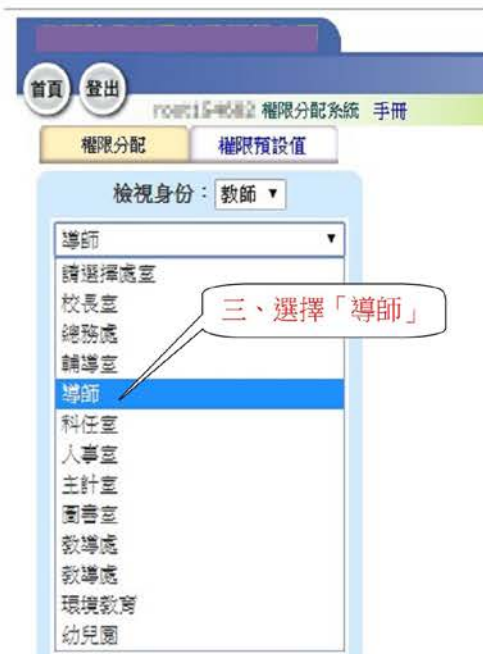 首頁 登出
權限分配系統 手冊
權限分配 權限預設值
檢視身份：教師
導師
請選擇處室
校長室
總務處
輔導室
導師
科任室
人事室
主計室
圖書室
教導處
教導處
環境教育
幼兒園
三、選擇「導師」